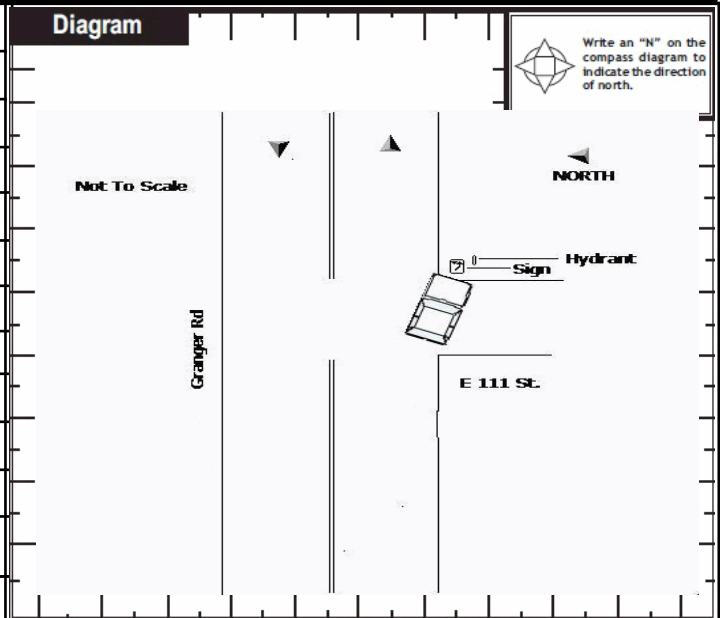 Diagram
Write an “N” on the
compass diagram to
indicate the direction
of north.
Not To Scale
NORTH
Hydrant
Sign
Granger Rd
E 111 St.